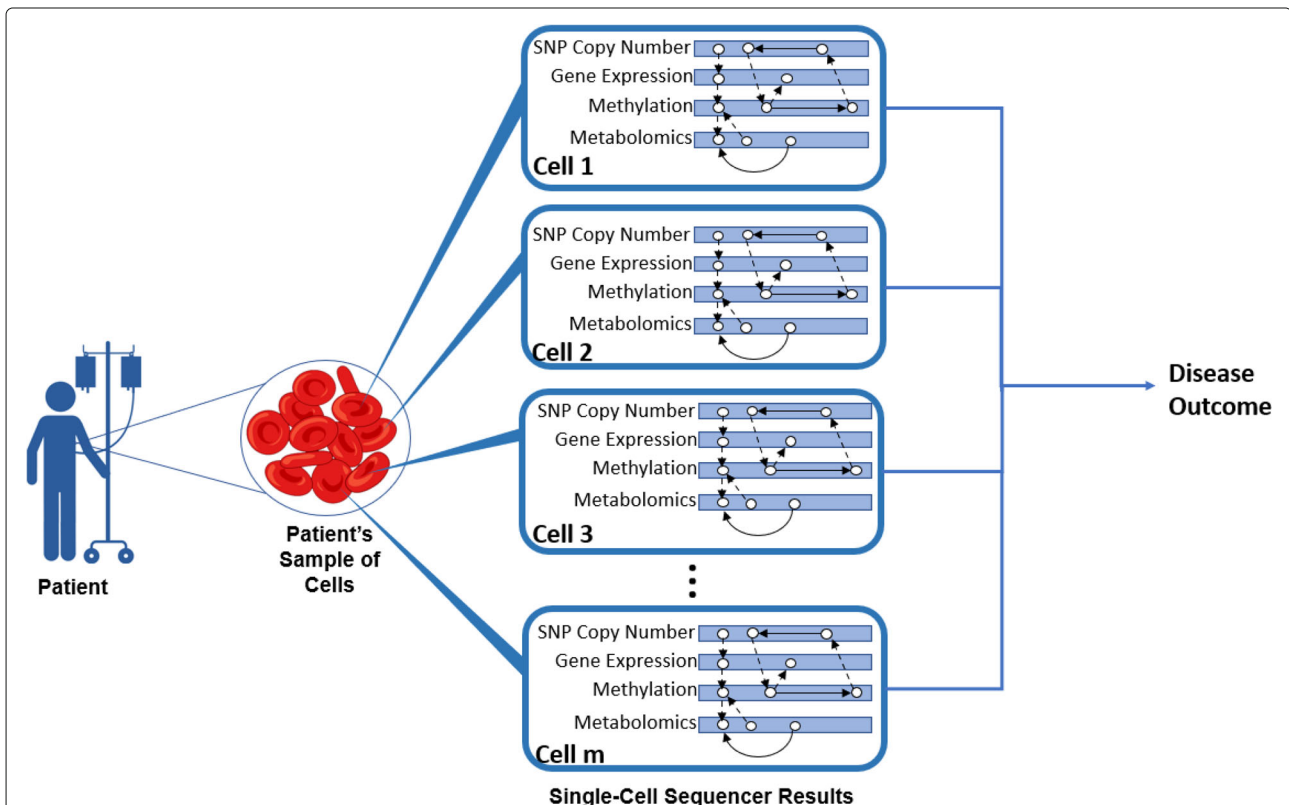 SNP Copy Number
Gene Expression
Methylation
Metabolomics
Cell 1
SNP Copy Number
Gene Expression
Methylation
Metabolomics
Cell 2
SNP Copy Number
Gene Expression
Methylation
Metabolomics
Cell 3
SNP Copy Number
Gene Expression
Methylation
Metabolomics
Cell m
Patient
Patient's
Sample of
Cells
Disease
Outcome
Single-Cell Sequencer Results